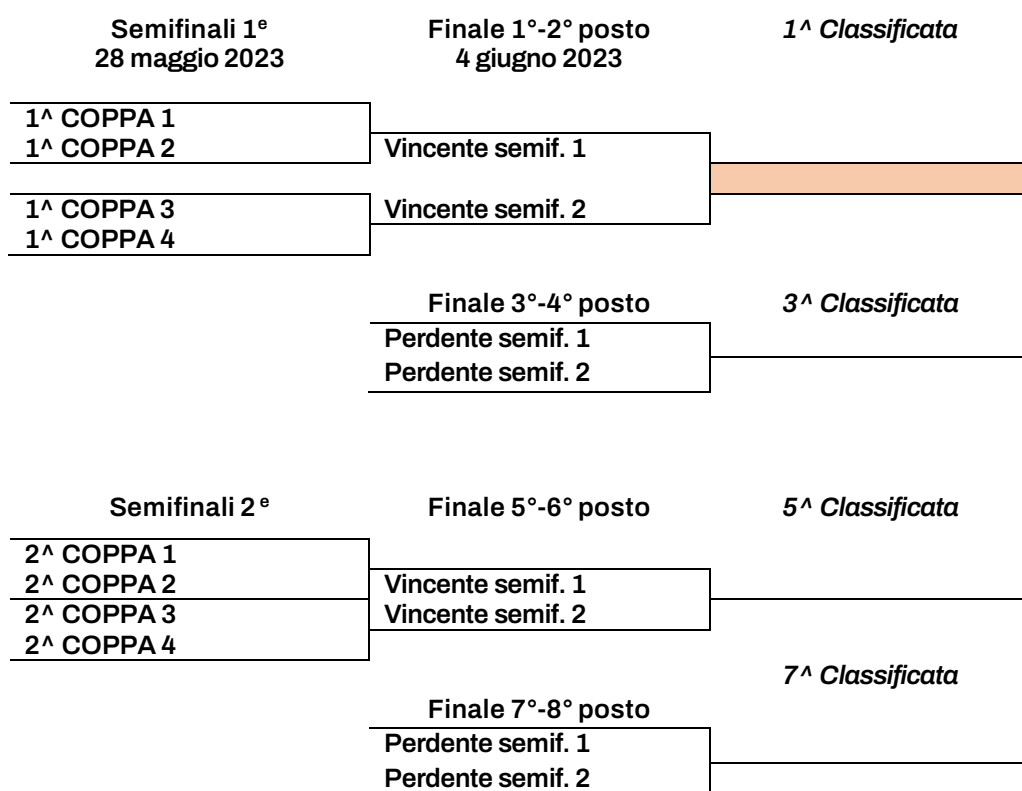 Semifinali 1ᵉ
28 maggio 2023
Finale 1°-2° posto
4 giugno 2023
1^ Classificata
1^ COPPA 1
1^ COPPA 2
Vincente semif. 1
1^ COPPA 3
Vincente semif. 2
1^ COPPA 4
Finale 3°-4° posto
3^ Classificata
Perdente semif. 1
Perdente semif. 2
Semifinali 2 ᵉ
Finale 5°-6° posto
5^ Classificata
2^ COPPA 1
2^ COPPA 2
Vincente semif. 1
2^ COPPA 3
Vincente semif. 2
2^ COPPA 4
7^ Classificata
Finale 7°-8° posto
Perdente semif. 1
Perdente semif. 2